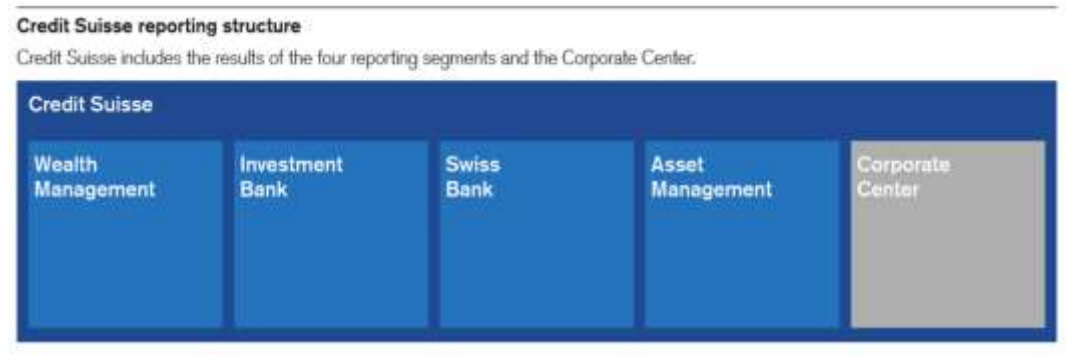 Credit Suisse reporting structure
Credit Suisse includes the results of the four reporting segments and the Corporate Center.
Credit Suisse
Wealth
Management
Investment
Bank
Swiss
Bank
Asset
Management
Corporate
Center